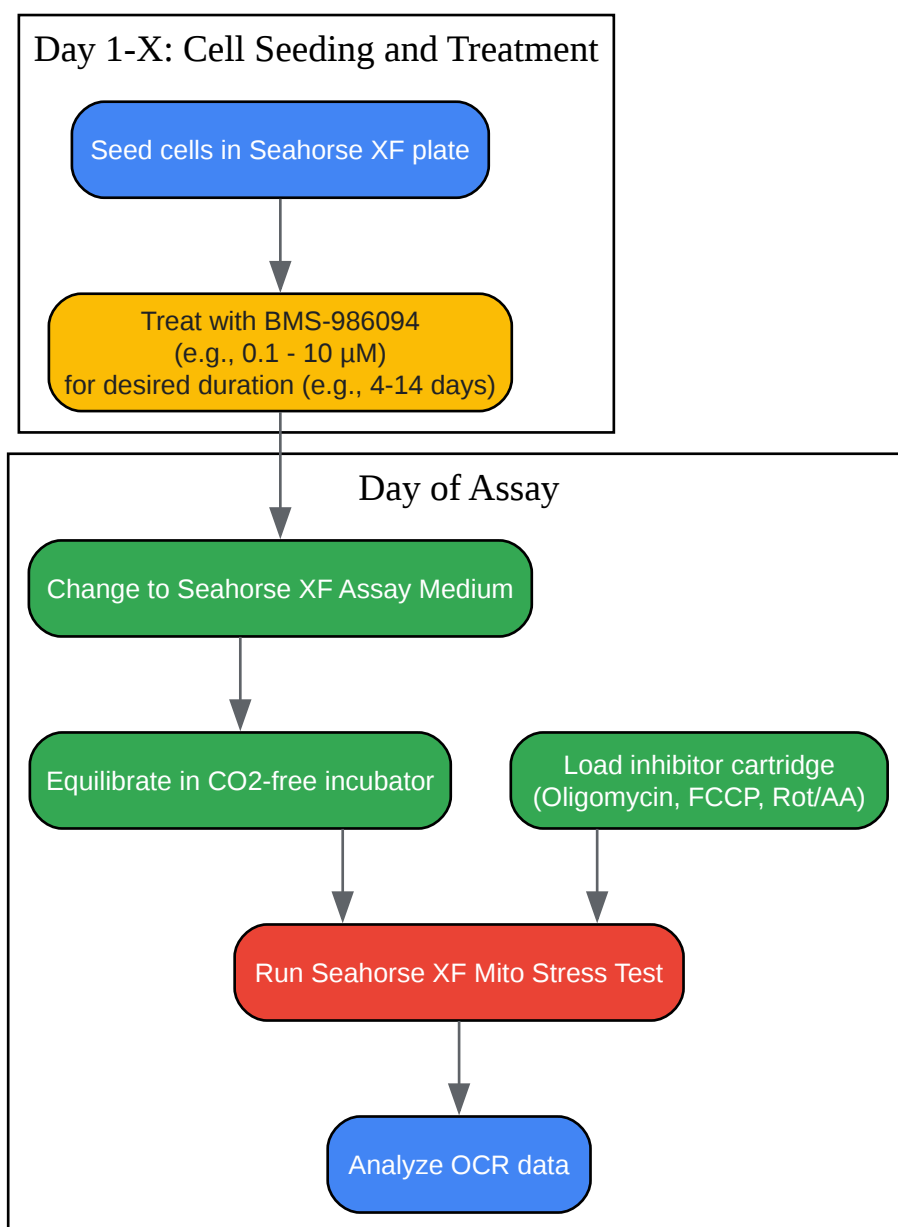 Day 1-X: Cell Seeding and Treatment
Seed cells in Seahorse XF plate
Treat with BMS-986094
(e.g., 0.1 - 10 µM)
for desired duration (e.g., 4-14 days)
Day of Assay
Change to Seahorse XF Assay Medium
Equilibrate in CO2-free incubator
Load inhibitor cartridge
(Oligomycin, FCCP, Rot/AA)
Run Seahorse XF Mito Stress Test
Analyze OCR data